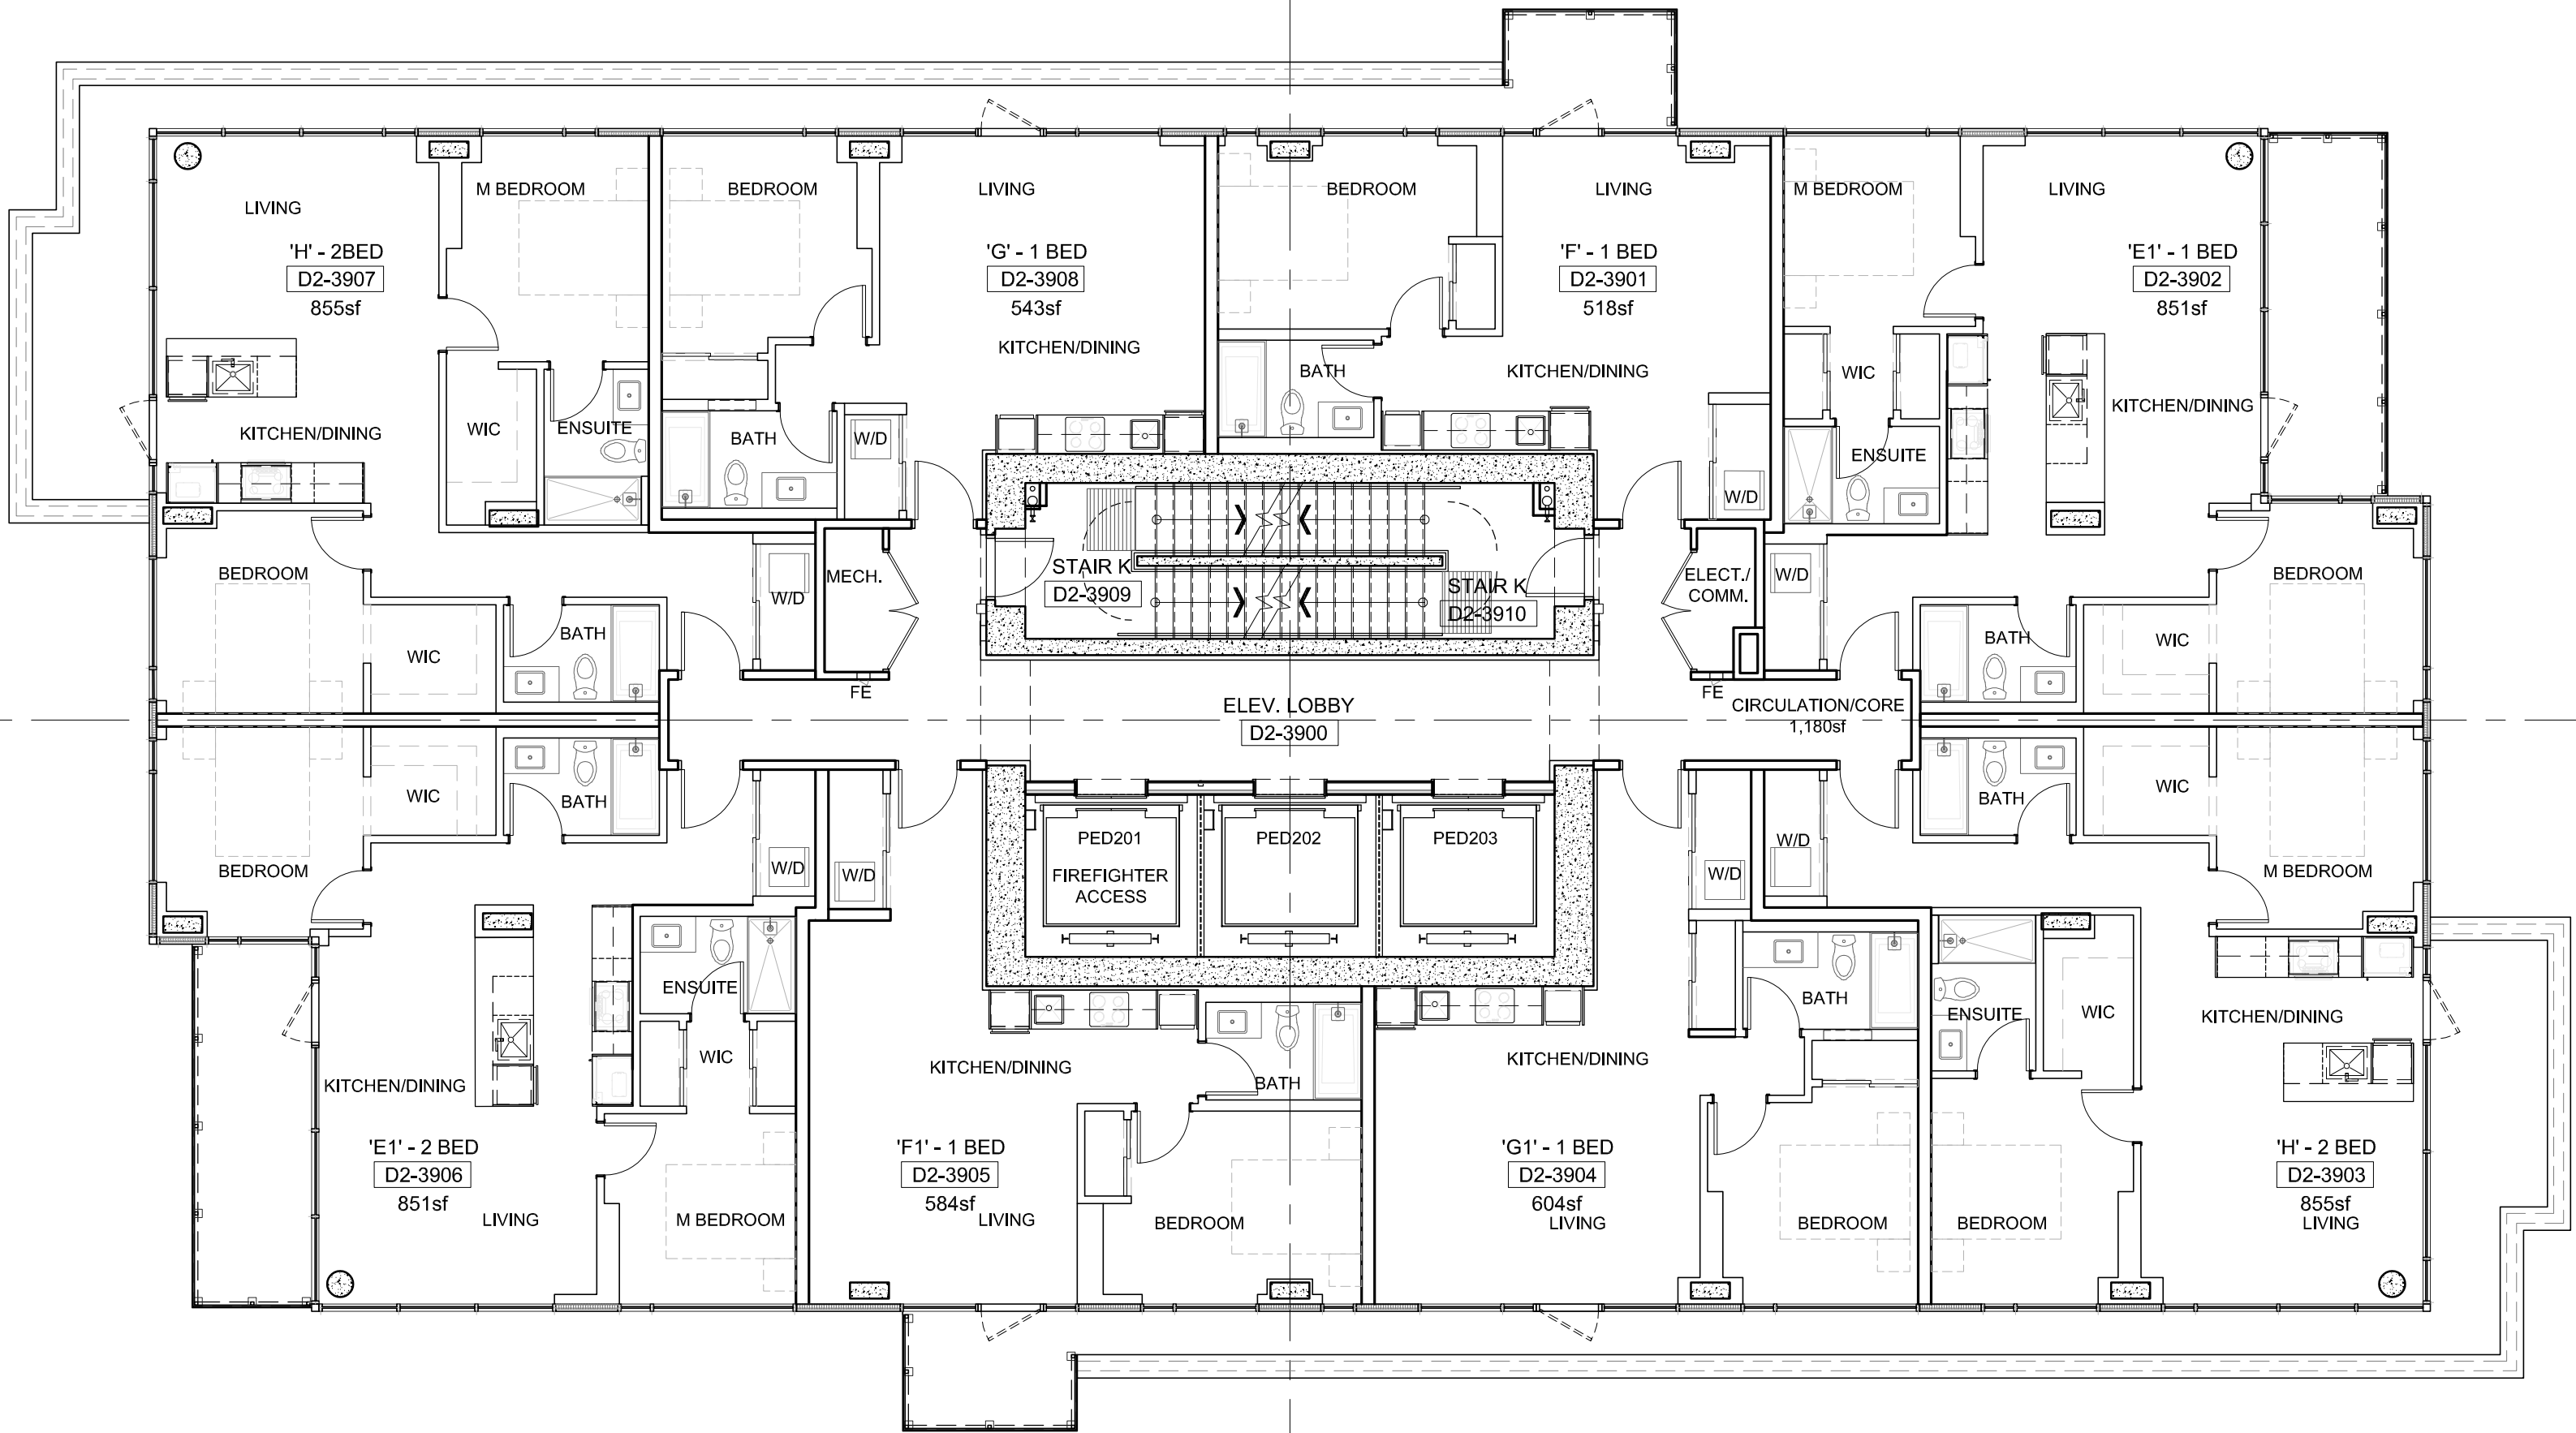 LIVING
'H' - 2BED
D2-3907
855sf
KITCHEN/DINING
M BEDROOM
WIC
ENSUITE
BEDROOM
WIC
BATH
W/D
BEDROOM
LIVING
'G' - 1 BED
D2-3908
543sf
KITCHEN/DINING
BATH
W/D
BEDROOM
LIVING
'F' - 1 BED
D2-3901
518sf
KITCHEN/DINING
BATH
W/D
M BEDROOM
LIVING
'E1' - 1 BED
D2-3902
851sf
KITCHEN/DINING
WIC
ENSUITE
W/D
BEDROOM
BATH
WIC
MECH.
FE
STAIR K
D2-3909
STAIR K
D2-3910
ELECT./
COMM.
FE
ELEV. LOBBY
D2-3900
CIRCULATION/CORE
1,180sf
PED201
FIREFIGHTER
ACCESS
PED202
PED203
WIC
BATH
BEDROOM
W/D
ENSUITE
WIC
KITCHEN/DINING
'E1' - 2 BED
D2-3906
851sf
LIVING
M BEDROOM
W/D
KITCHEN/DINING
BATH
'F1' - 1 BED
D2-3905
584sf
LIVING
BEDROOM
W/D
BATH
KITCHEN/DINING
'G1' - 1 BED
D2-3904
604sf
LIVING
BEDROOM
W/D
BATH
WIC
M BEDROOM
ENSUITE
WIC
KITCHEN/DINING
'H' - 2 BED
D2-3903
855sf
LIVING
BEDROOM